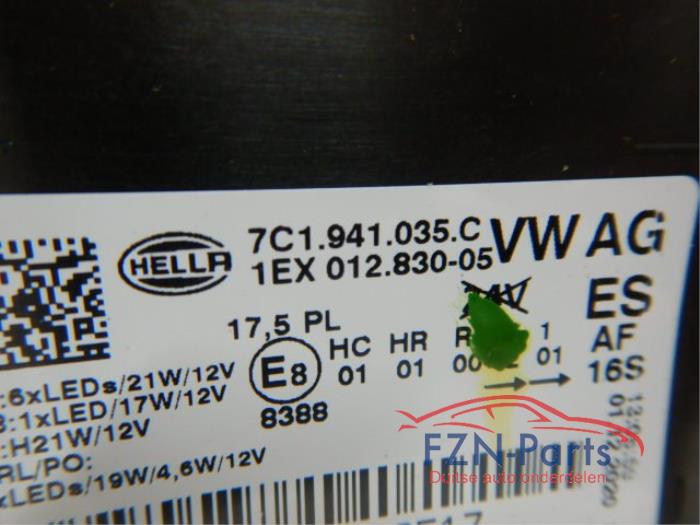 HELLA
7C1.941.035.C VW AG
1EX 012.830-05
24V ES
17,5 PL
HC HR R 1 AF
E8 01 01 01 16S
8388
:6xLEDs/21W/12V
:1xLED/17W/12V
:H21W/12V
RL/PO:
xLEDs/19W/4,6W/12V
FZN-Parts
Duitse auto onderdelen